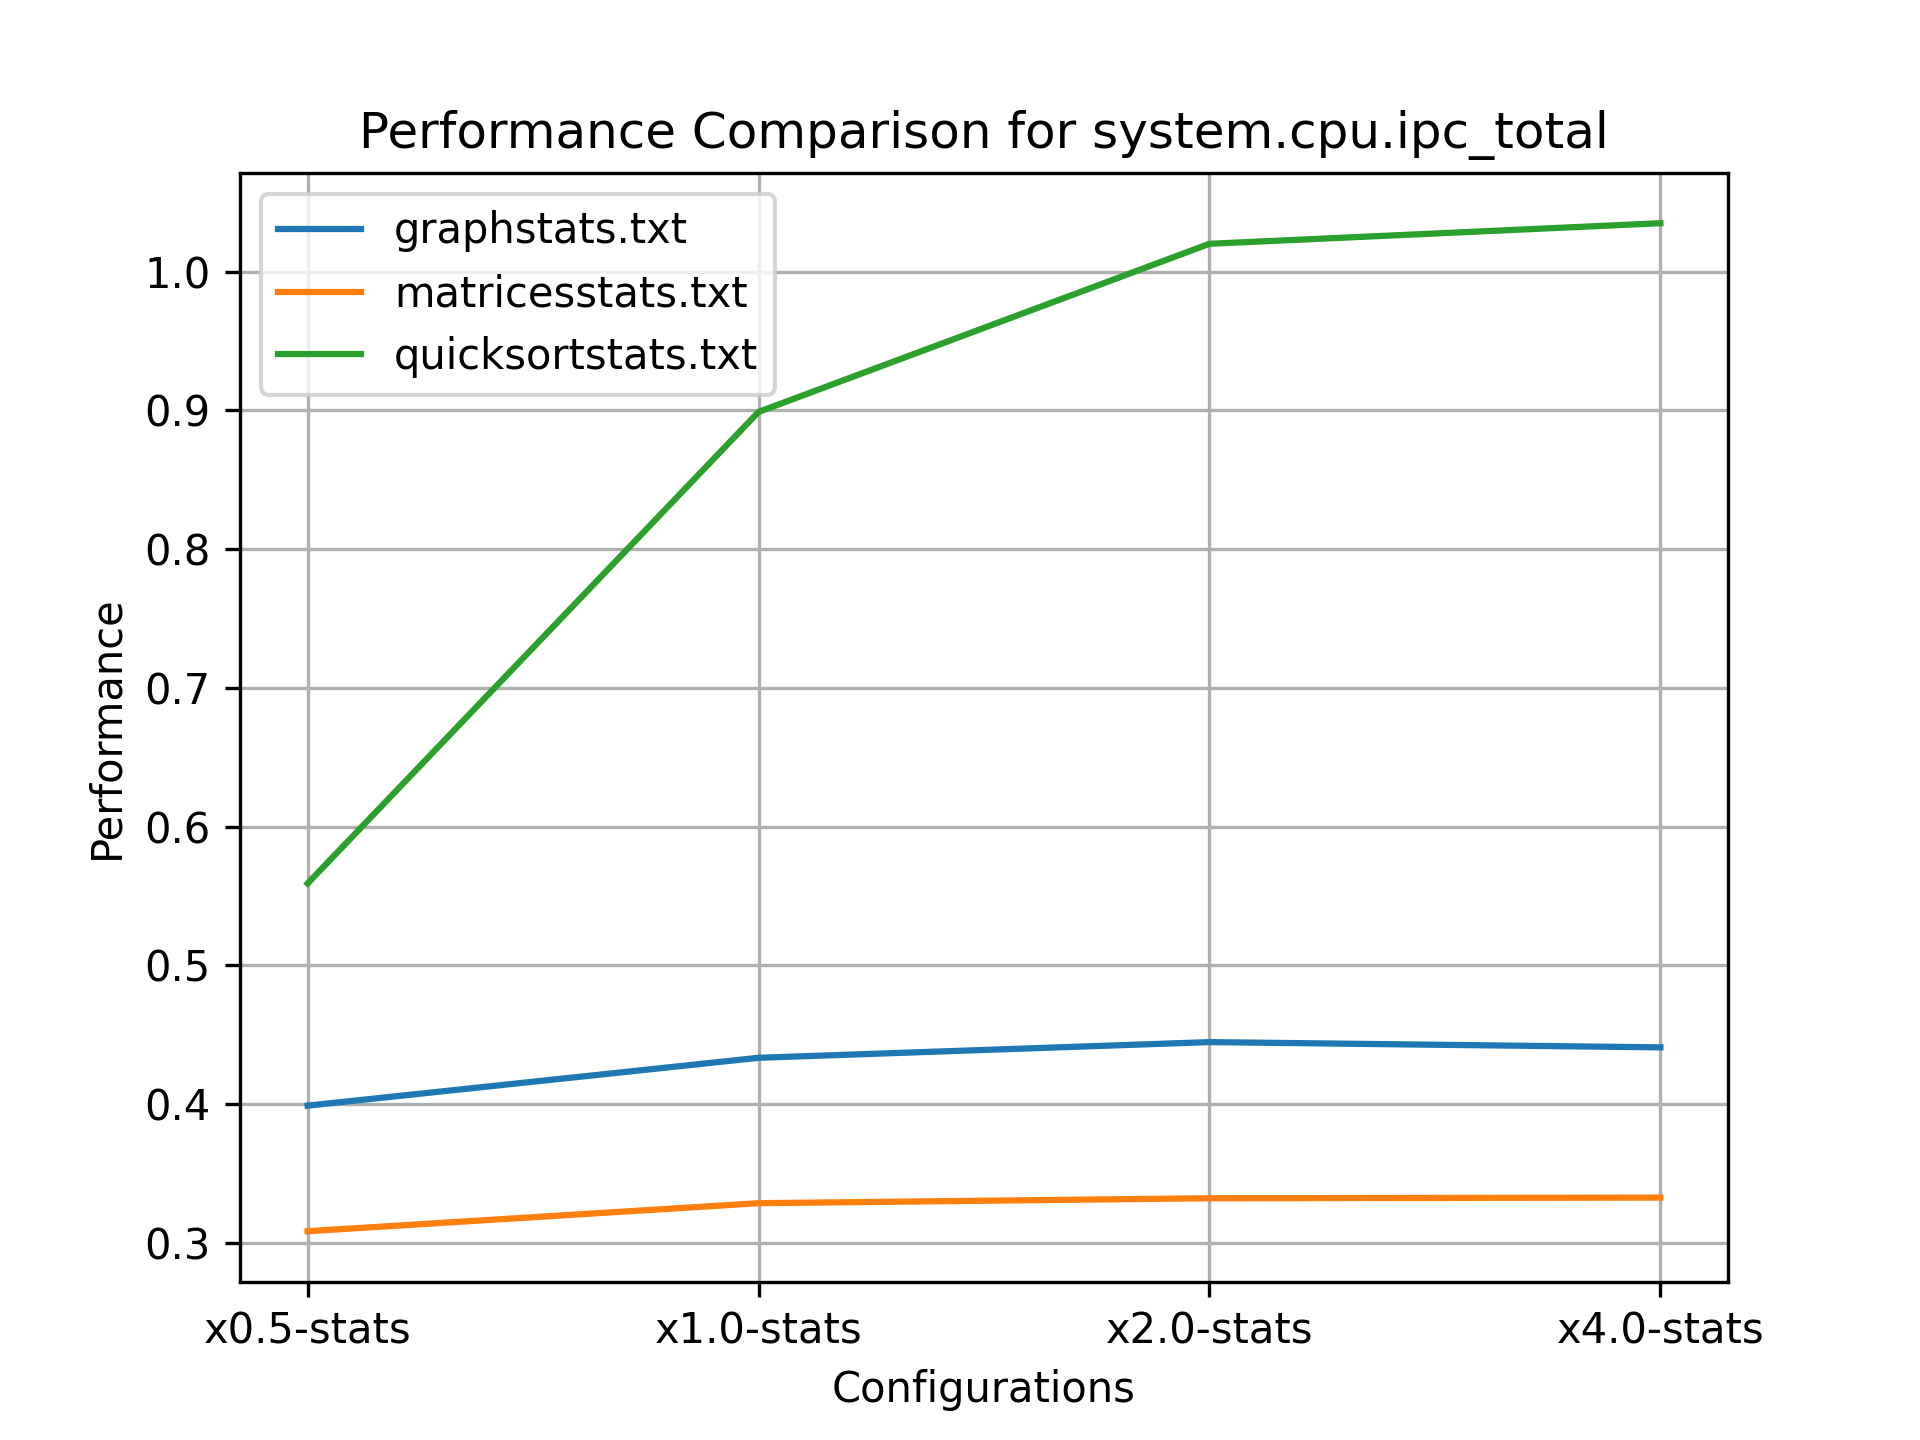 Performance Comparison for system.cpu.ipc_total
graphstats.txt
matricesstats.txt
quicksortstats.txt
1.0
0.9
0.8
0.7
0.6
0.5
0.4
0.3
Performance
x0.5-stats x1.0-stats x2.0-stats x4.0-stats
Configurations